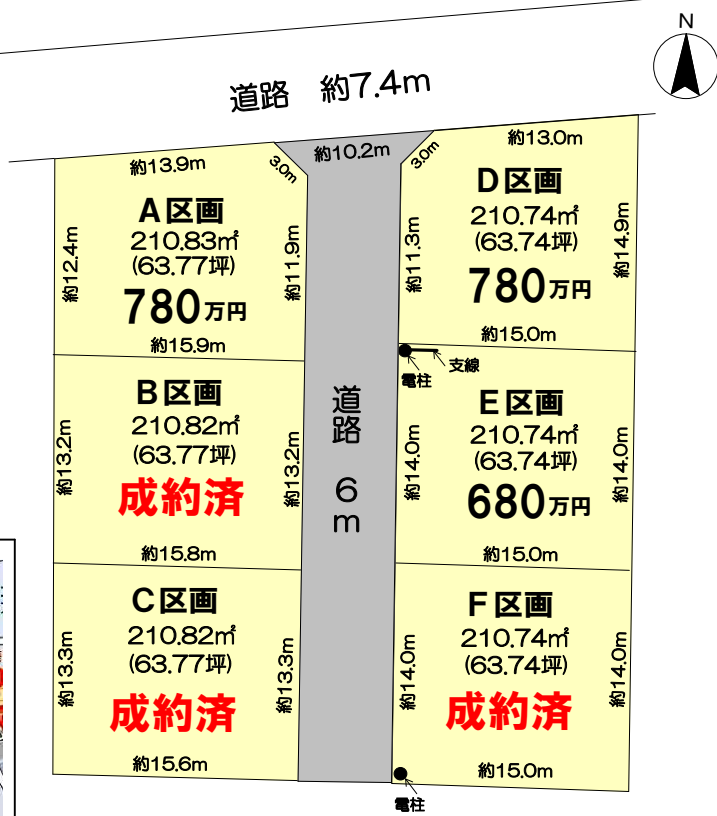 N
道路 約7.4m
約13.9m
3.0m
約10.2m
3.0m
約13.0m
A区画
210.83㎡
(63.77坪)
780万円
約12.4m
約11.9m
約15.9m
D区画
210.74㎡
(63.74坪)
780万円
約11.3m
約14.9m
約15.0m
支線
電柱
B区画
210.82㎡
(63.77坪)
成約済
約13.2m
約13.2m
約15.8m
道路 6m
E区画
210.74㎡
(63.74坪)
680万円
約14.0m
約14.0m
約15.0m
C区画
210.82㎡
(63.77坪)
成約済
約13.3m
約13.3m
約15.6m
F区画
210.74㎡
(63.74坪)
成約済
約14.0m
約14.0m
約15.0m
電柱